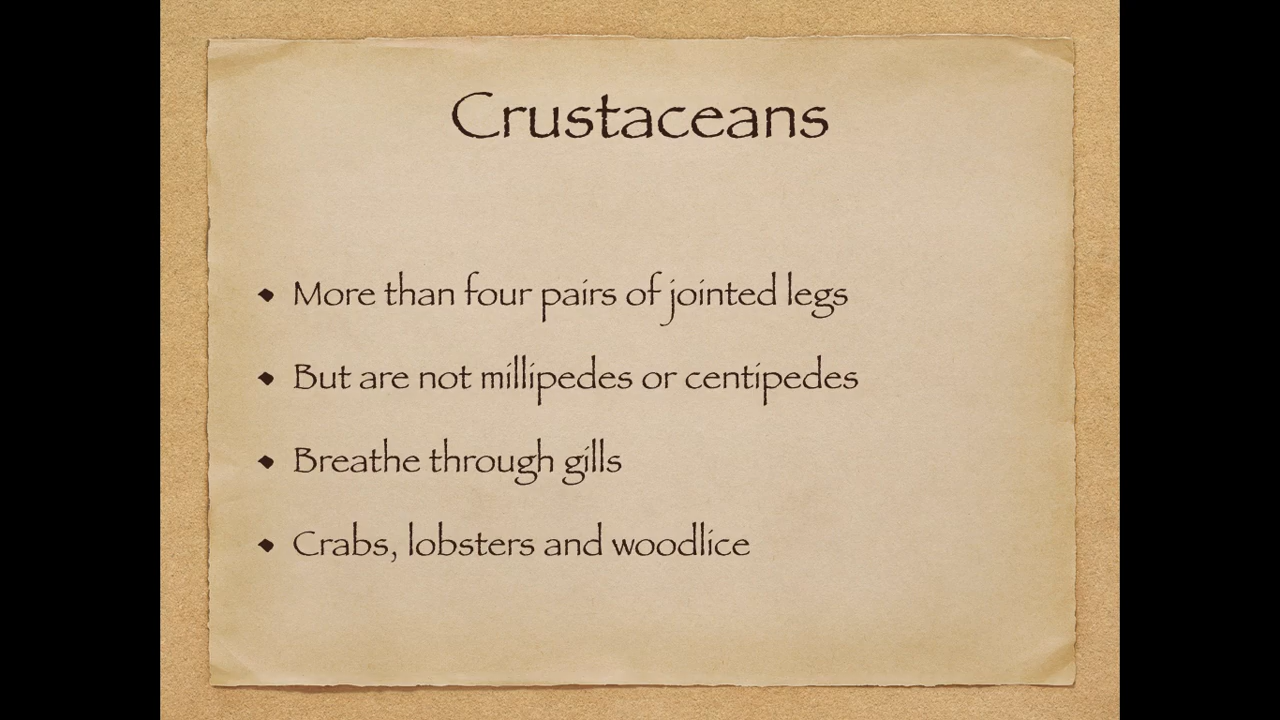 Crustaceans
• More than four pairs of jointed legs
• But are not millipedes or centipedes
• Breathe through gills
• Crabs, lobsters and woodlice